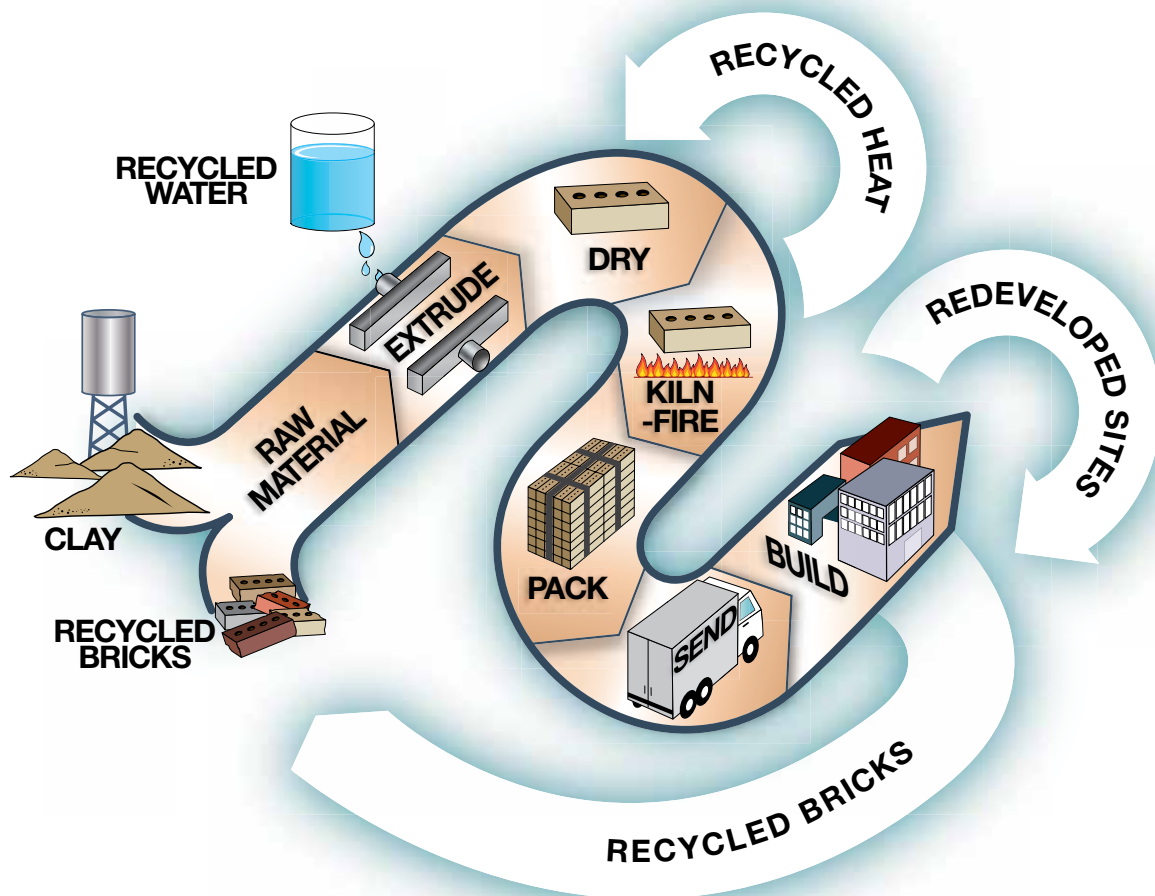 RECYCLED
WATER
CLAY
RECYCLED
BRICKS
RAW
MATERIAL
EXTRUDE
DRY
KILN
-FIRE
PACK
SEND
BUILD
RECYCLED HEAT
REDEVELOPED SITES
RECYCLED BRICKS